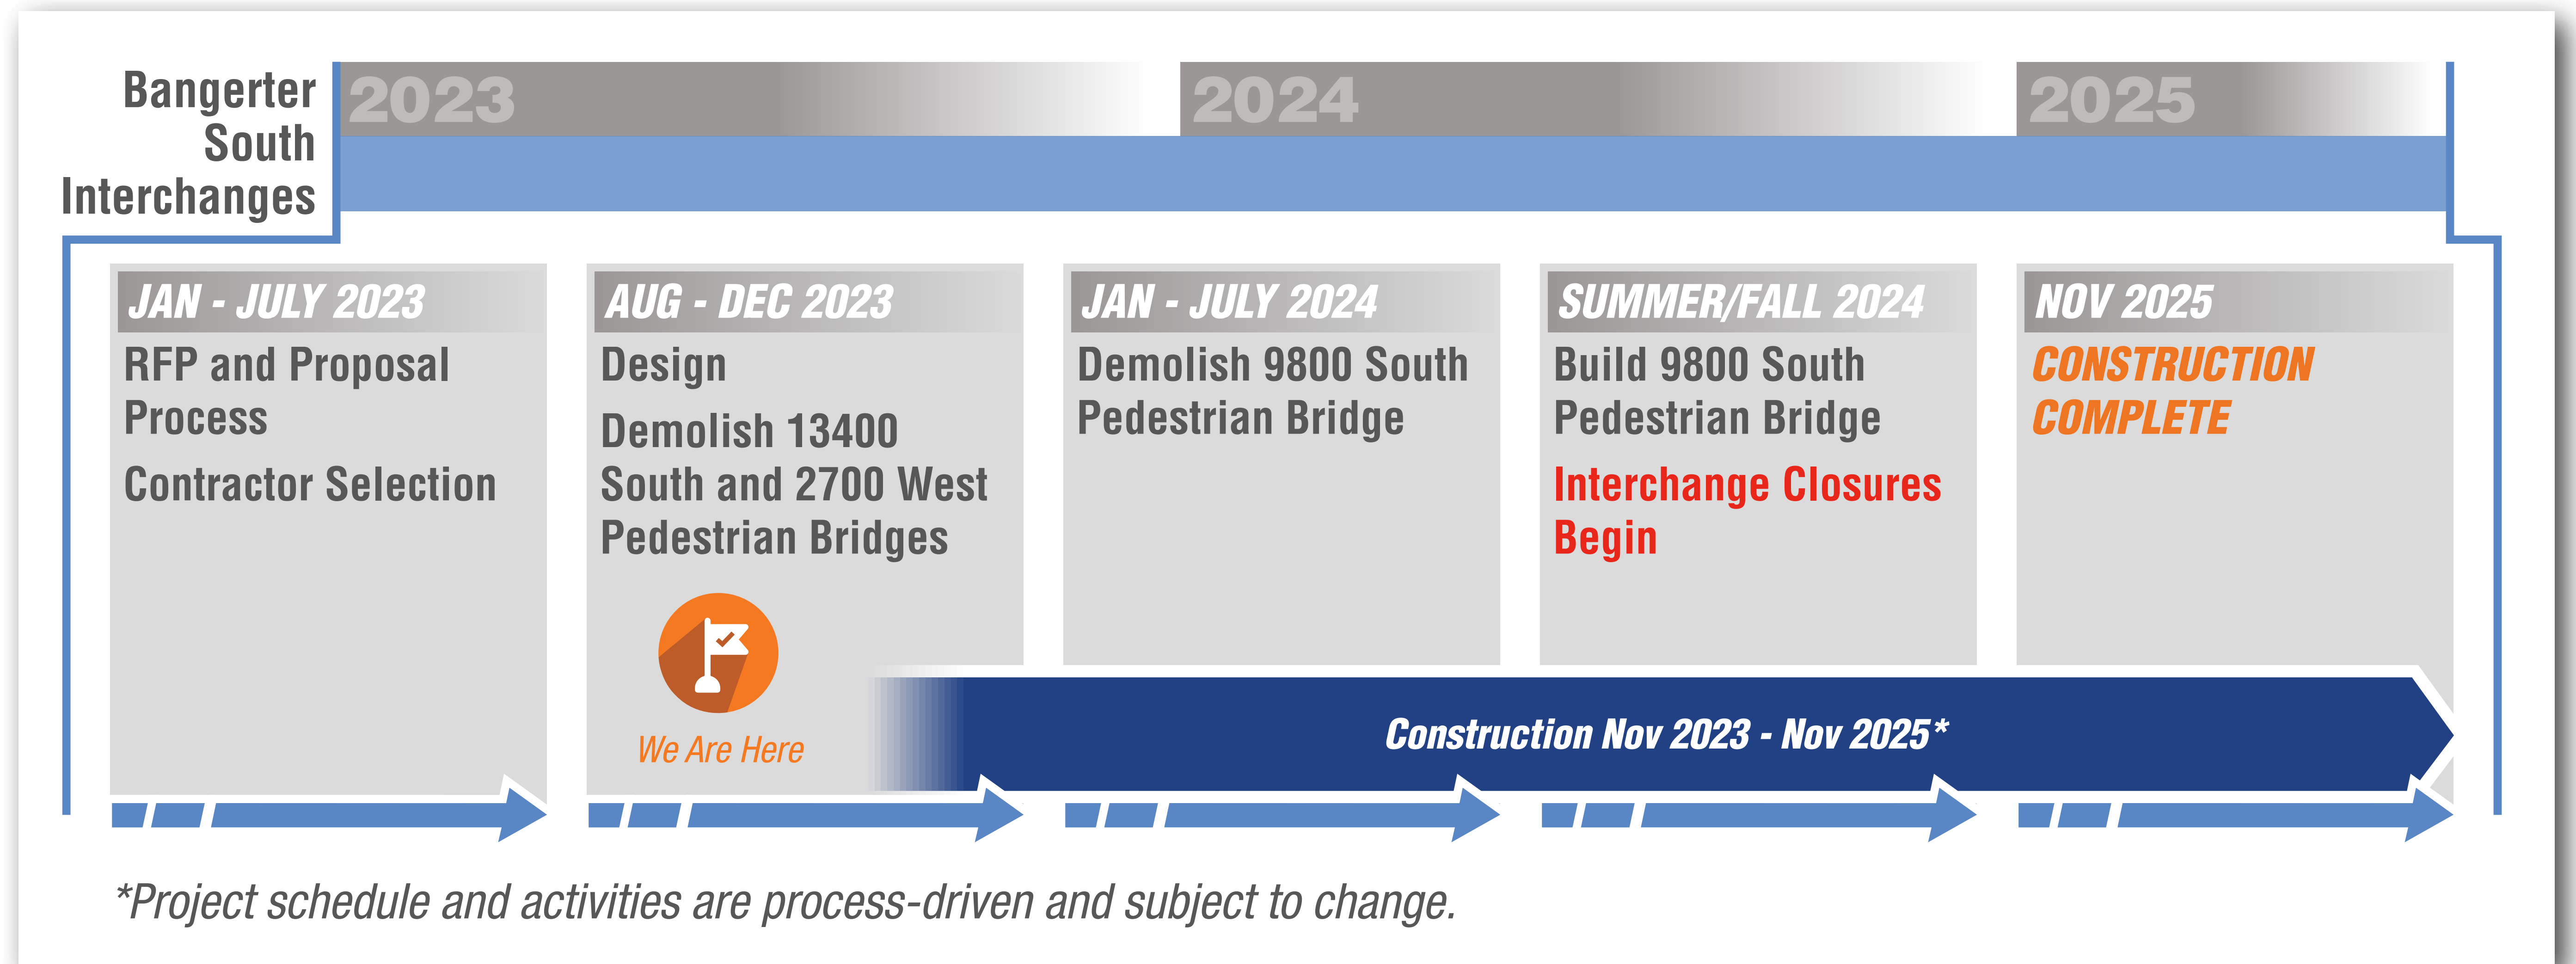 Bangerter
South
Interchanges
2023
2024
2025
JAN - JULY 2023
RFP and Proposal
Process
Contractor Selection
AUG - DEC 2023
Design
Demolish 13400
South and 2700 West
Pedestrian Bridges
We Are Here
JAN - JULY 2024
Demolish 9800 South
Pedestrian Bridge
SUMMER/FALL 2024
Build 9800 South
Pedestrian Bridge
Interchange Closures
Begin
NOV 2025
CONSTRUCTION
COMPLETE
Construction Nov 2023 - Nov 2025*
*Project schedule and activities are process-driven and subject to change.